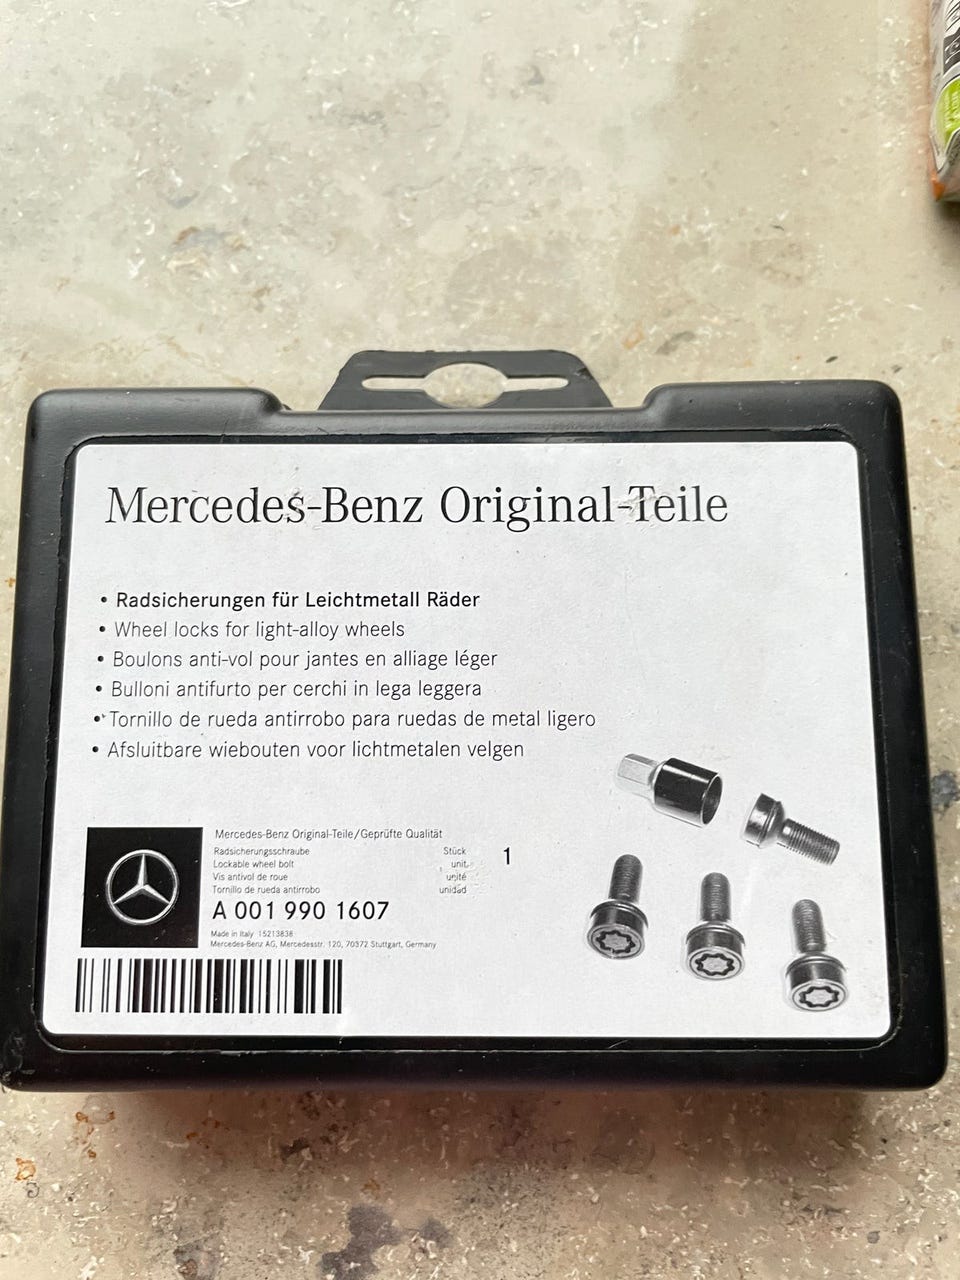 Mercedes-Benz Original-Teile
• Radsicherungen für Leichtmetall Räder
• Wheel locks for light-alloy wheels
• Boulons anti-vol pour jantes en alliage léger
• Bulloni antifurto per cerchi in lega leggera
• Tornillo de rueda antirrobo para ruedas de metal ligero
• Afsluitbare wiebouten voor lichtmetalen velgen
Mercedes-Benz Original-Teile/Geprüfte Qualität
Radsicherungsschraube Stück 1
Lockable wheel bolt unit
Vis antivol de roue unité
Tornillo de rueda antirrobo unidad
A 001 990 1607
Made in Italy 15213838
Mercedes-Benz AG, Mercedesstr. 120, 70372 Stuttgart, Germany